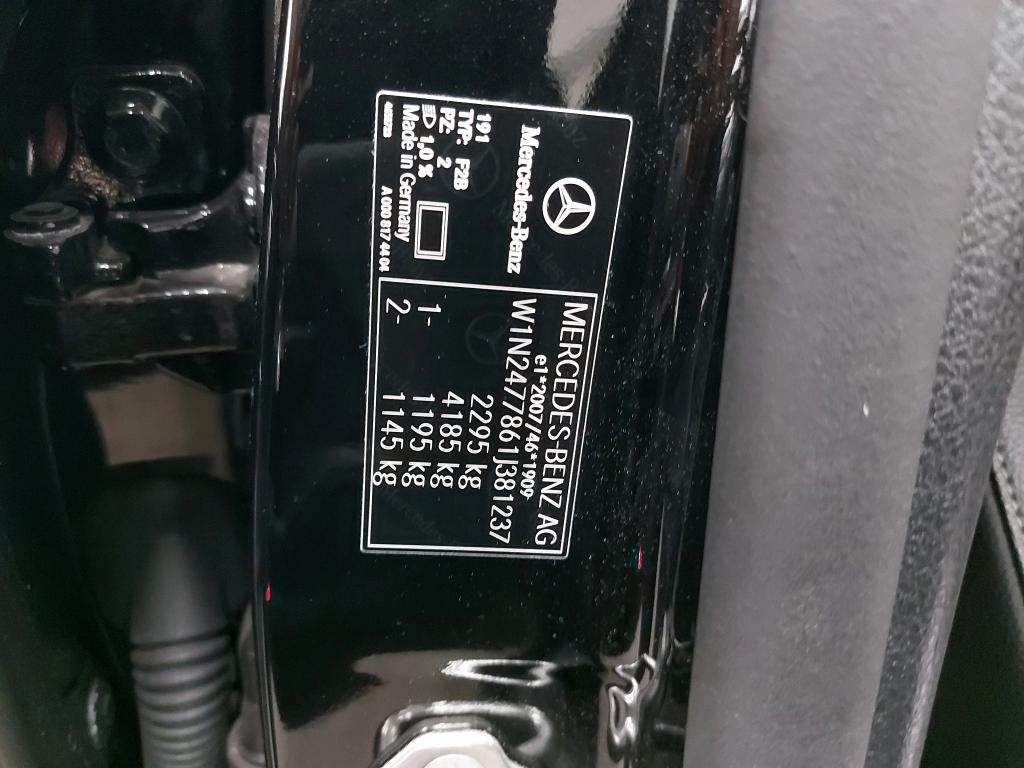 Mercedes-Benz
191
TYP: F2B
PZ: 2
1,0 %
Made in Germany
A 000 817 44 04
MERCEDES-BENZ AG
e1*2007/46*1909
W1N2477861J381237
2295 kg
4185 kg
1- 1195 kg
2- 1145 kg